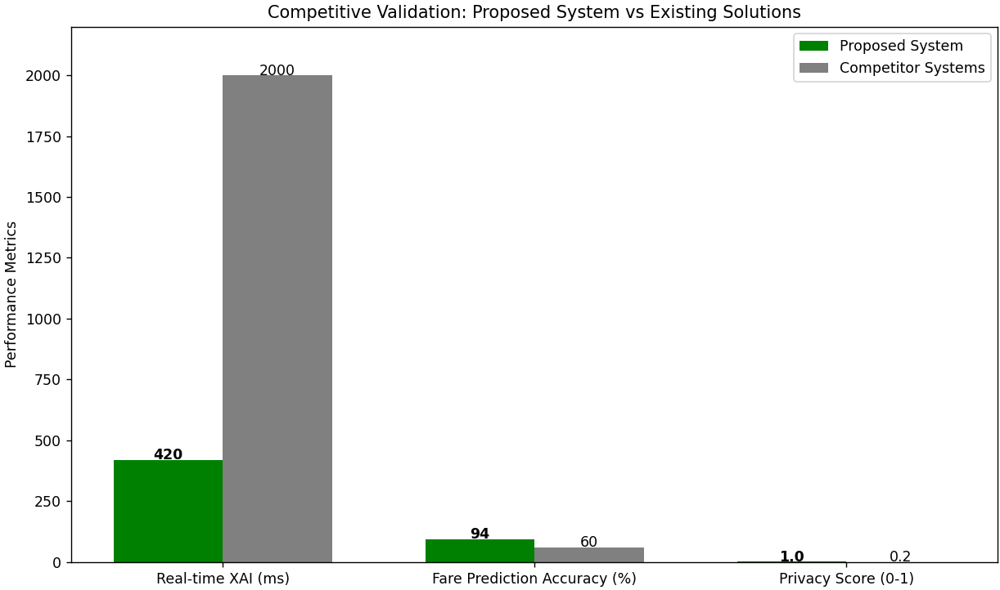 Competitive Validation: Proposed System vs Existing Solutions
Proposed System
Competitor Systems
Performance Metrics
2000
1750
1500
1250
1000
750
500
250
0
420
2000
94
60
1.0
0.2
Real-time XAI (ms)
Fare Prediction Accuracy (%)
Privacy Score (0-1)